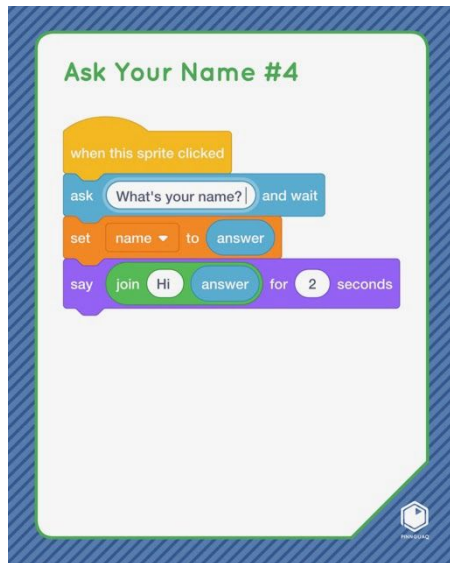 Ask Your Name #4
when this sprite clicked
ask What's your name? and wait
set name to answer
say join Hi answer for 2 seconds
PINNGUAQ